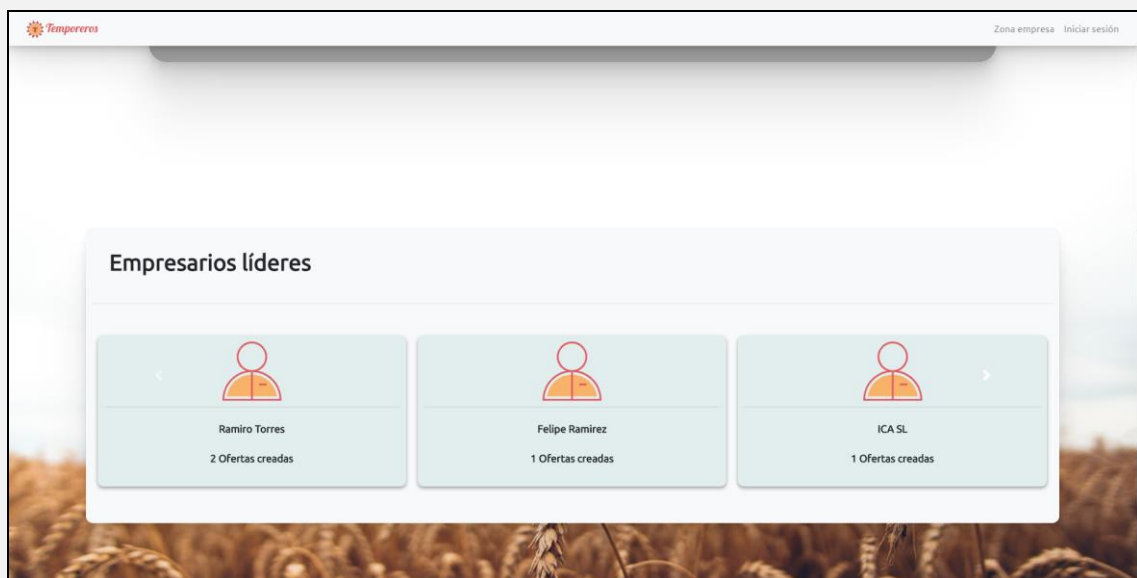 Tempereros
Zona empresa Iniciar sesión
Empresarios líderes
Ramiro Torres
2 Ofertas creadas
Felipe Ramirez
1 Ofertas creadas
ICA SL
1 Ofertas creadas